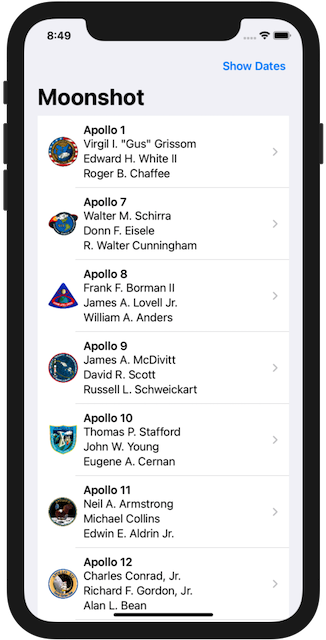 8:49
Show Dates
Moonshot
Apollo 1
Virgil I. "Gus" Grissom
Edward H. White II
Roger B. Chaffee
Apollo 7
Walter M. Schirra
Donn F. Eisele
R. Walter Cunningham
Apollo 8
Frank F. Borman II
James A. Lovell Jr.
William A. Anders
Apollo 9
James A. McDivitt
David R. Scott
Russell L. Schweickart
Apollo 10
Thomas P. Stafford
John W. Young
Eugene A. Cernan
Apollo 11
Neil A. Armstrong
Michael Collins
Edwin E. Aldrin Jr.
Apollo 12
Charles Conrad, Jr.
Richard F. Gordon, Jr.
Alan L. Bean